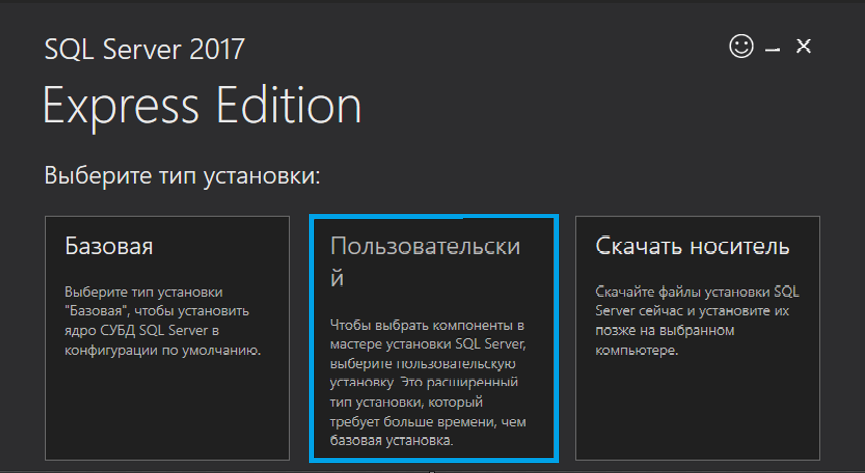 SQL Server 2017
Express Edition
Выберите тип установки:
Базовая
Выберите тип установки
"Базовая", чтобы установить
ядро СУБД SQL Server в
конфигурации по умолчанию.
Пользовательски
й
Чтобы выбрать компоненты в
мастере установки SQL Server,
выберите пользовательскую
установку. Это расширенный
тип установки, который
требует больше времени, чем
базовая установка.
Скачать носитель
Скачайте файлы установки SQL
Server сейчас и установите их
позже на выбранном
компьютере.